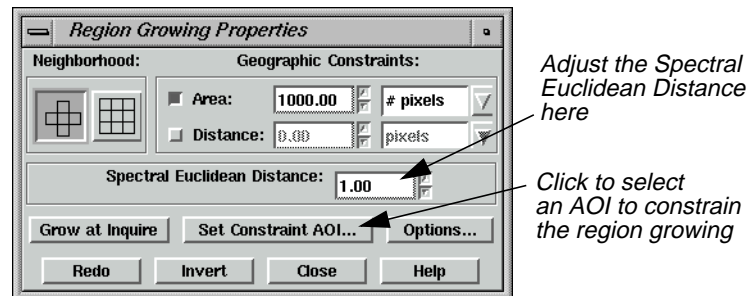 Region Growing Properties
Neighborhood: Geographic Constraints:
Area: 1000.00 # pixels
Distance: 0.00 pixels
Spectral Euclidean Distance: 1.00
Grow at Inquire Set Constraint AOI... Options...
Redo Invert Close Help
Adjust the Spectral
Euclidean Distance
here
Click to select
an AOI to constrain
the region growing